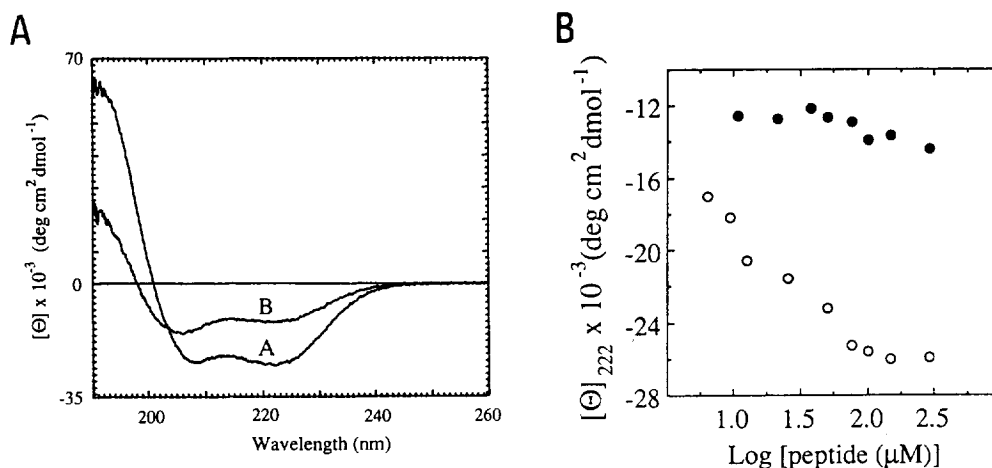 A
70
0
-35
[Θ] x 10⁻³ (deg cm² dmol⁻¹)
B
A
200
220
240
260
Wavelength (nm)
B
-12
-16
-20
-24
-28
[Θ]₂₂₂ x 10⁻³(deg cm² dmol⁻¹)
1.0
1.5
2.0
2.5
Log [peptide (μM)]